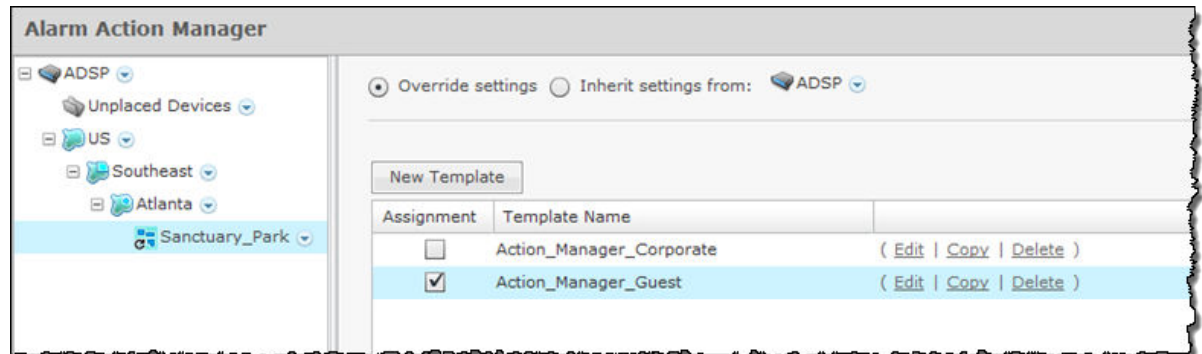 Alarm Action Manager
ADSP
Unplaced Devices
US
Southeast
Atlanta
Sanctuary_Park
Override settings Inherit settings from: ADSP
New Template
Assignment Template Name
Action_Manager_Corporate ( Edit | Copy | Delete )
Action_Manager_Guest ( Edit | Copy | Delete )